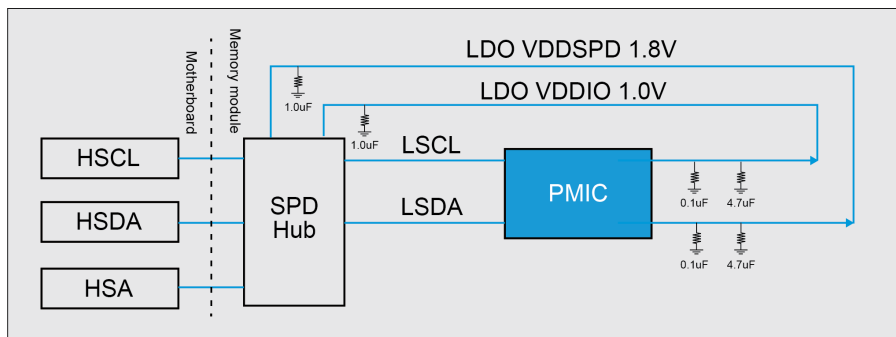 LDO VDDSPD 1.8V
Motherboard
Memory module
1.0uF
LDO VDDIO 1.0V
1.0uF
HSCL
LSCL
HSDA
SPD
Hub
LSDA
PMIC
0.1uF
4.7uF
0.1uF
4.7uF
HSA